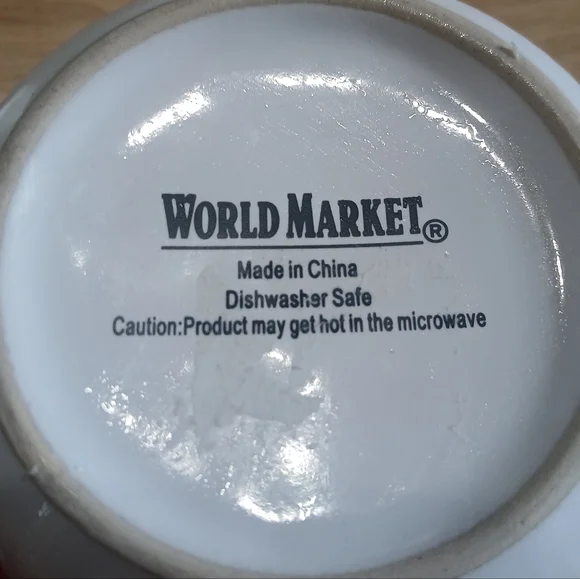 WORLD MARKET®
Made in China
Dishwasher Safe
Caution:Product may get hot in the microwave